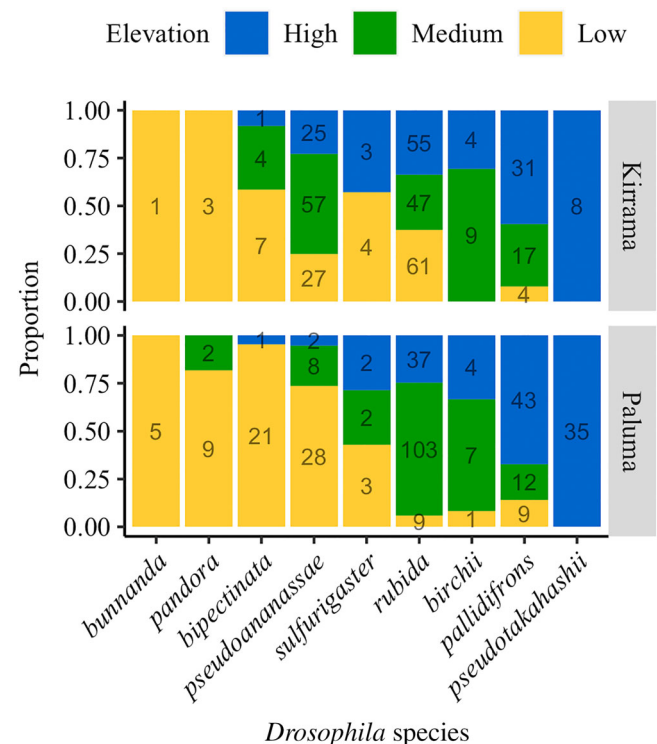 Elevation High Medium Low
Proportion
1.00
0.75
0.50
0.25
0.00
1 3 7 4 1 27 57 25 4 3 61 47 55 9 4 4 17 31 8
Kirrama
1.00
0.75
0.50
0.25
0.00
5 9 2 21 1 28 8 2 3 2 2 9 103 37 1 7 4 9 12 43 35
Paluma
bunnanda
pandora
bipectinata
pseudoananassae
sulfurigaster
rubida
birchii
pallidifrons
pseudotakahashii
Drosophila species